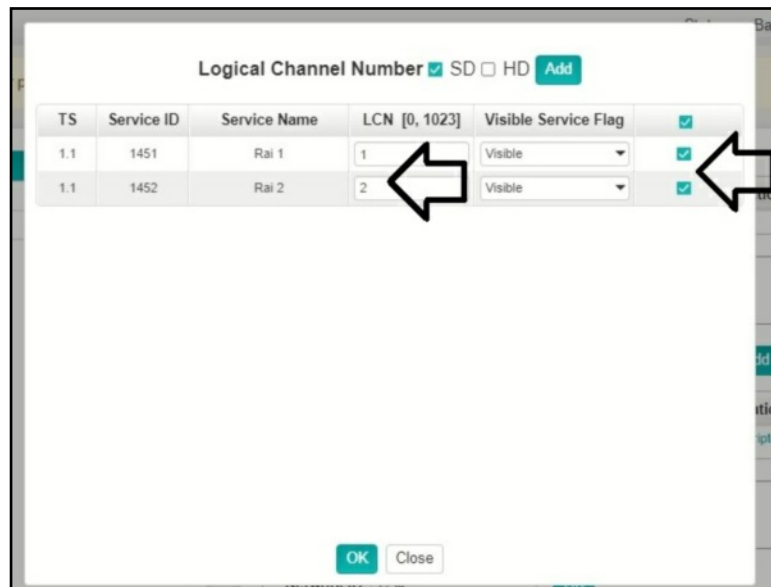 Logical Channel Number SD HD Add
TS Service ID Service Name LCN [0, 1023] Visible Service Flag
1.1 1451 Rai 1 1 Visible
1.1 1452 Rai 2 2 Visible
OK Close